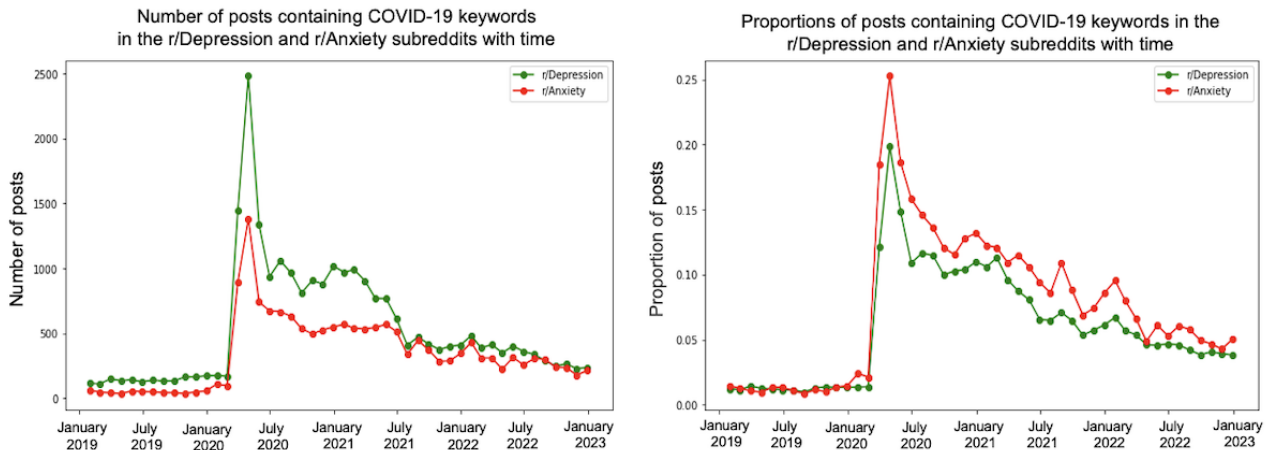 Number of posts containing COVID-19 keywords
in the r/Depression and r/Anxiety subreddits with time
2500
2000
1500
1000
500
0
Number of posts
r/Depression
r/Anxiety
January
2019
July
2019
January
2020
July
2020
January
2021
July
2021
January
2022
July
2022
January
2023
Proportions of posts containing COVID-19 keywords in the
r/Depression and r/Anxiety subreddits with time
0.25
0.20
0.15
0.10
0.05
0.00
Proportion of posts
r/Depression
r/Anxiety
January
2019
July
2019
January
2020
July
2020
January
2021
July
2021
January
2022
July
2022
January
2023